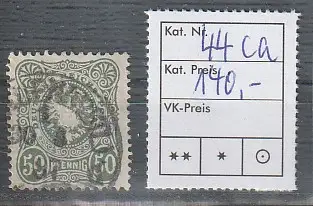 50 PFENNIG 50
Kat. Nr. 44 ca
Kat. Preis 140,-
VK-Preis
** * ⊙